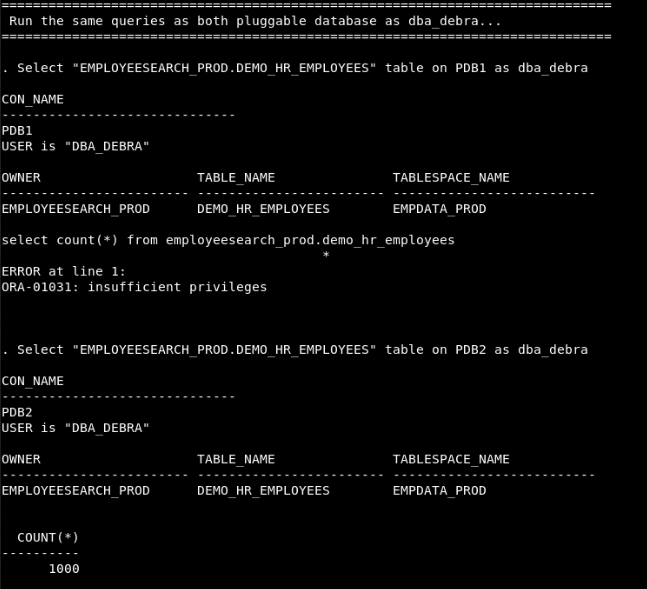 ==============================================================================
 Run the same queries as both pluggable database as dba_debra...
==============================================================================
. Select "EMPLOYEESEARCH_PROD.DEMO_HR_EMPLOYEES" table on PDB1 as dba_debra
CON_NAME
------------------------------
PDB1
USER is "DBA_DEBRA"
OWNER                    TABLE_NAME               TABLESPACE_NAME
------------------------ ------------------------ --------------------------
EMPLOYEESEARCH_PROD      DEMO_HR_EMPLOYEES        EMPDATA_PROD
select count(*) from employeesearch_prod.demo_hr_employees
                                         *
ERROR at line 1:
ORA-01031: insufficient privileges
. Select "EMPLOYEESEARCH_PROD.DEMO_HR_EMPLOYEES" table on PDB2 as dba_debra
CON_NAME
------------------------------
PDB2
USER is "DBA_DEBRA"
OWNER                    TABLE_NAME               TABLESPACE_NAME
------------------------ ------------------------ --------------------------
EMPLOYEESEARCH_PROD      DEMO_HR_EMPLOYEES        EMPDATA_PROD
  COUNT(*)
----------
      1000